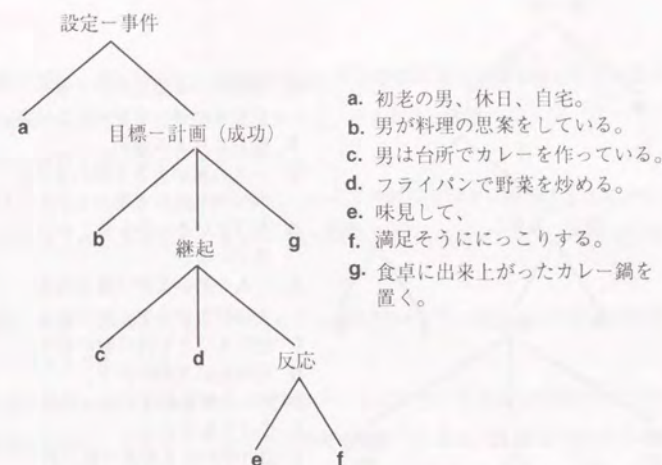 設定ー事件
a
目標ー計画（成功）
b
継起
g
c
d
反応
e
f
a. 初老の男、休日、自宅。
b. 男が料理の思案をしている。
c. 男は台所でカレーを作っている。
d. フライパンで野菜を炒める。
e. 味見して、
f. 満足そうににっこりする。
g. 食卓に出来上がったカレー鍋を
置く。